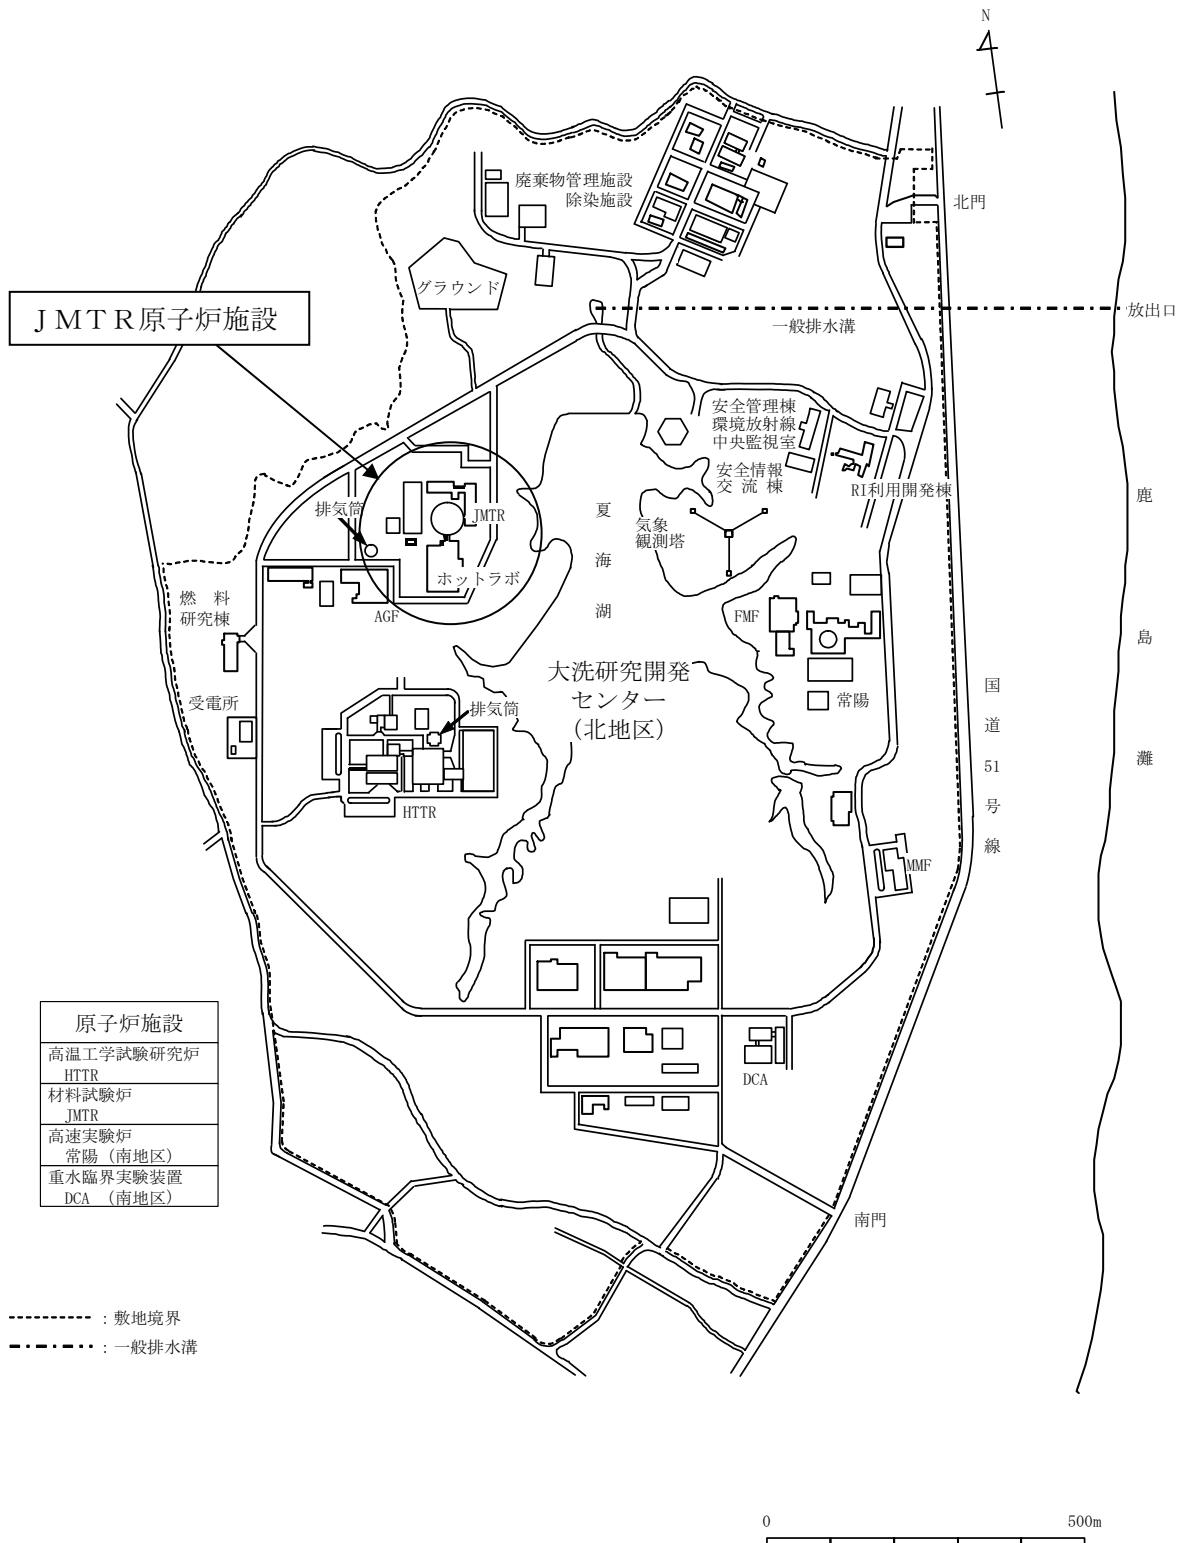 N
廃棄物管理施設
除染施設
北門
グラウンド
JMTR原子炉施設
放出口
一般排水溝
安全管理棟
環境放射線
中央監視室
安全情報
交流棟
RI利用開発棟
鹿島灘
排気筒
JMTR
夏海湖
気象
観測塔
ホットラボ
AGF
燃料
研究棟
FMF
大洗研究開発
センター
(北地区)
常陽
国道51号線
受電所
排気筒
HTTR
MMF
原子炉施設
高温工学試験研究炉
HTTR
材料試験炉
JMTR
高速実験炉
常陽(南地区)
重水臨界実験装置
DCA (南地区)
DCA
南門
:敷地境界
:一般排水溝
0 500m